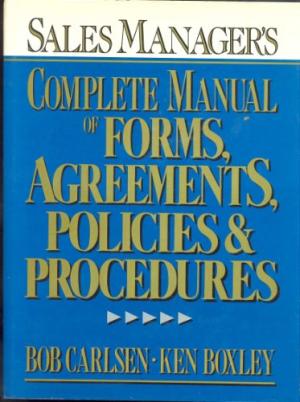 SALES MANAGER'S
COMPLETE MANUAL
OF FORMS,
AGREEMENTS,
POLICIES &
PROCEDURES
BOB CARLSEN · KEN BOXLEY